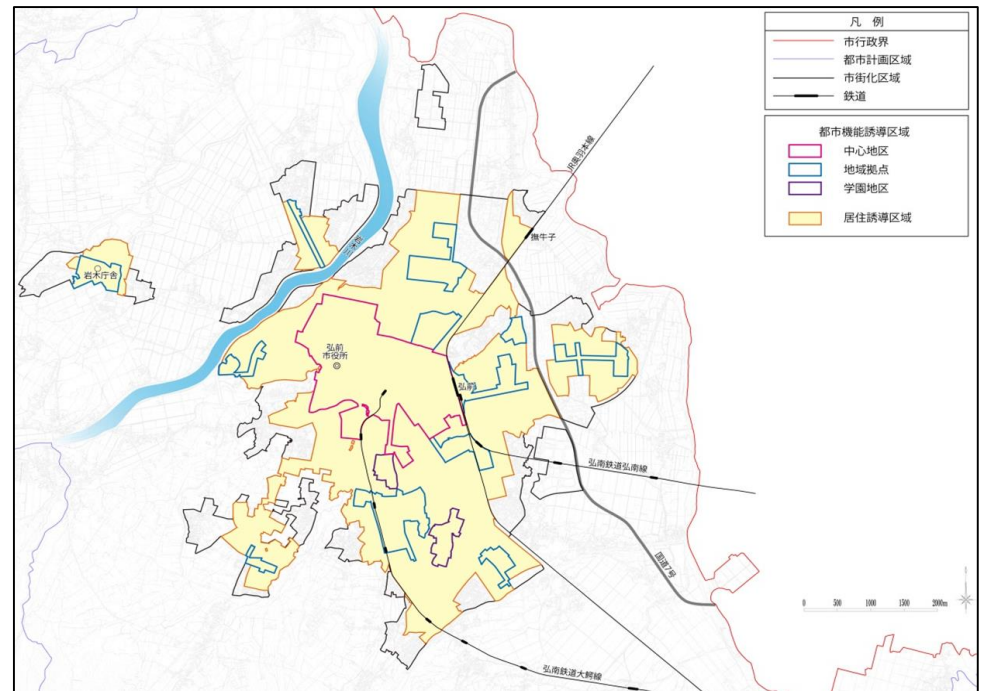 凡 例
市行政界
都市計画区域
市街化区域
鉄道
都市機能誘導区域
中心地区
地域拠点
学園地区
居住誘導区域
JR奥羽本線
撫牛子
岩木川
岩木庁舎
弘前
市役所
弘前
弘南鉄道弘南線
国道7号
0 500 1000 1500 2000m
弘南鉄道大鰐線